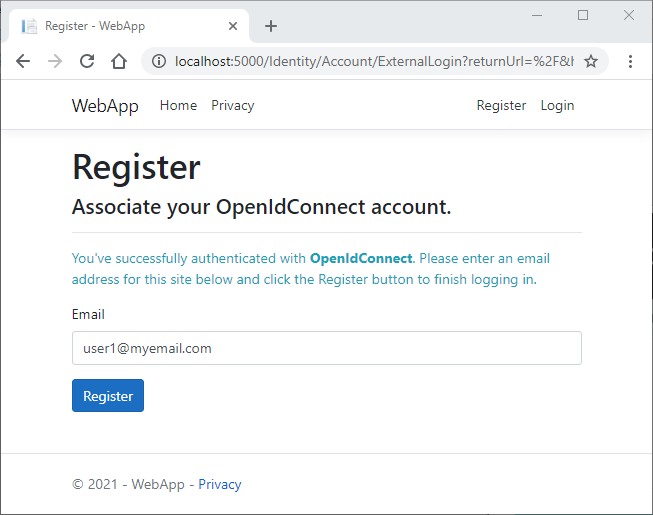 Register - WebApp
localhost:5000/Identity/Account/ExternalLogin?returnUrl=%2F&h
WebApp Home Privacy Register Login
Register
Associate your OpenIdConnect account.
You've successfully authenticated with OpenIdConnect. Please enter an email
address for this site below and click the Register button to finish logging in.
Email
user1@myemail.com
Register
© 2021 - WebApp - Privacy